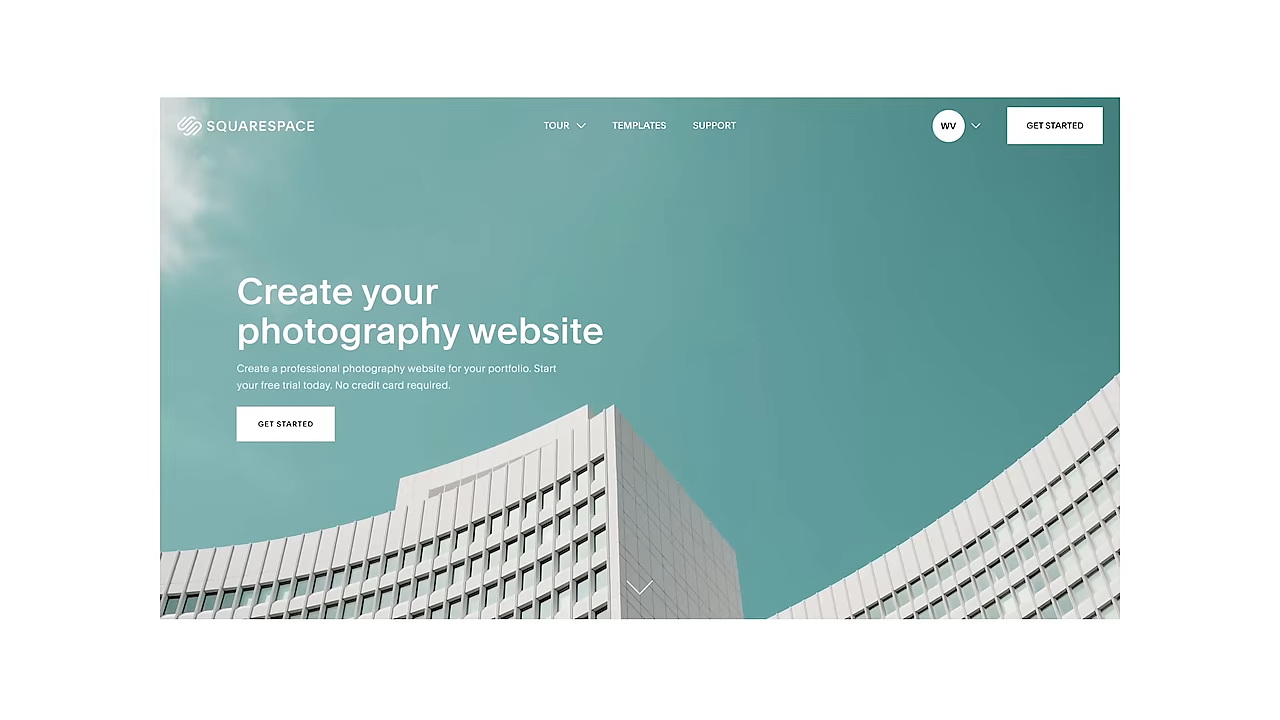 SQUARESPACE
TOUR
TEMPLATES
SUPPORT
WV
GET STARTED
Create your
photography website
Create a professional photography website for your portfolio. Start
your free trial today. No credit card required.
GET STARTED